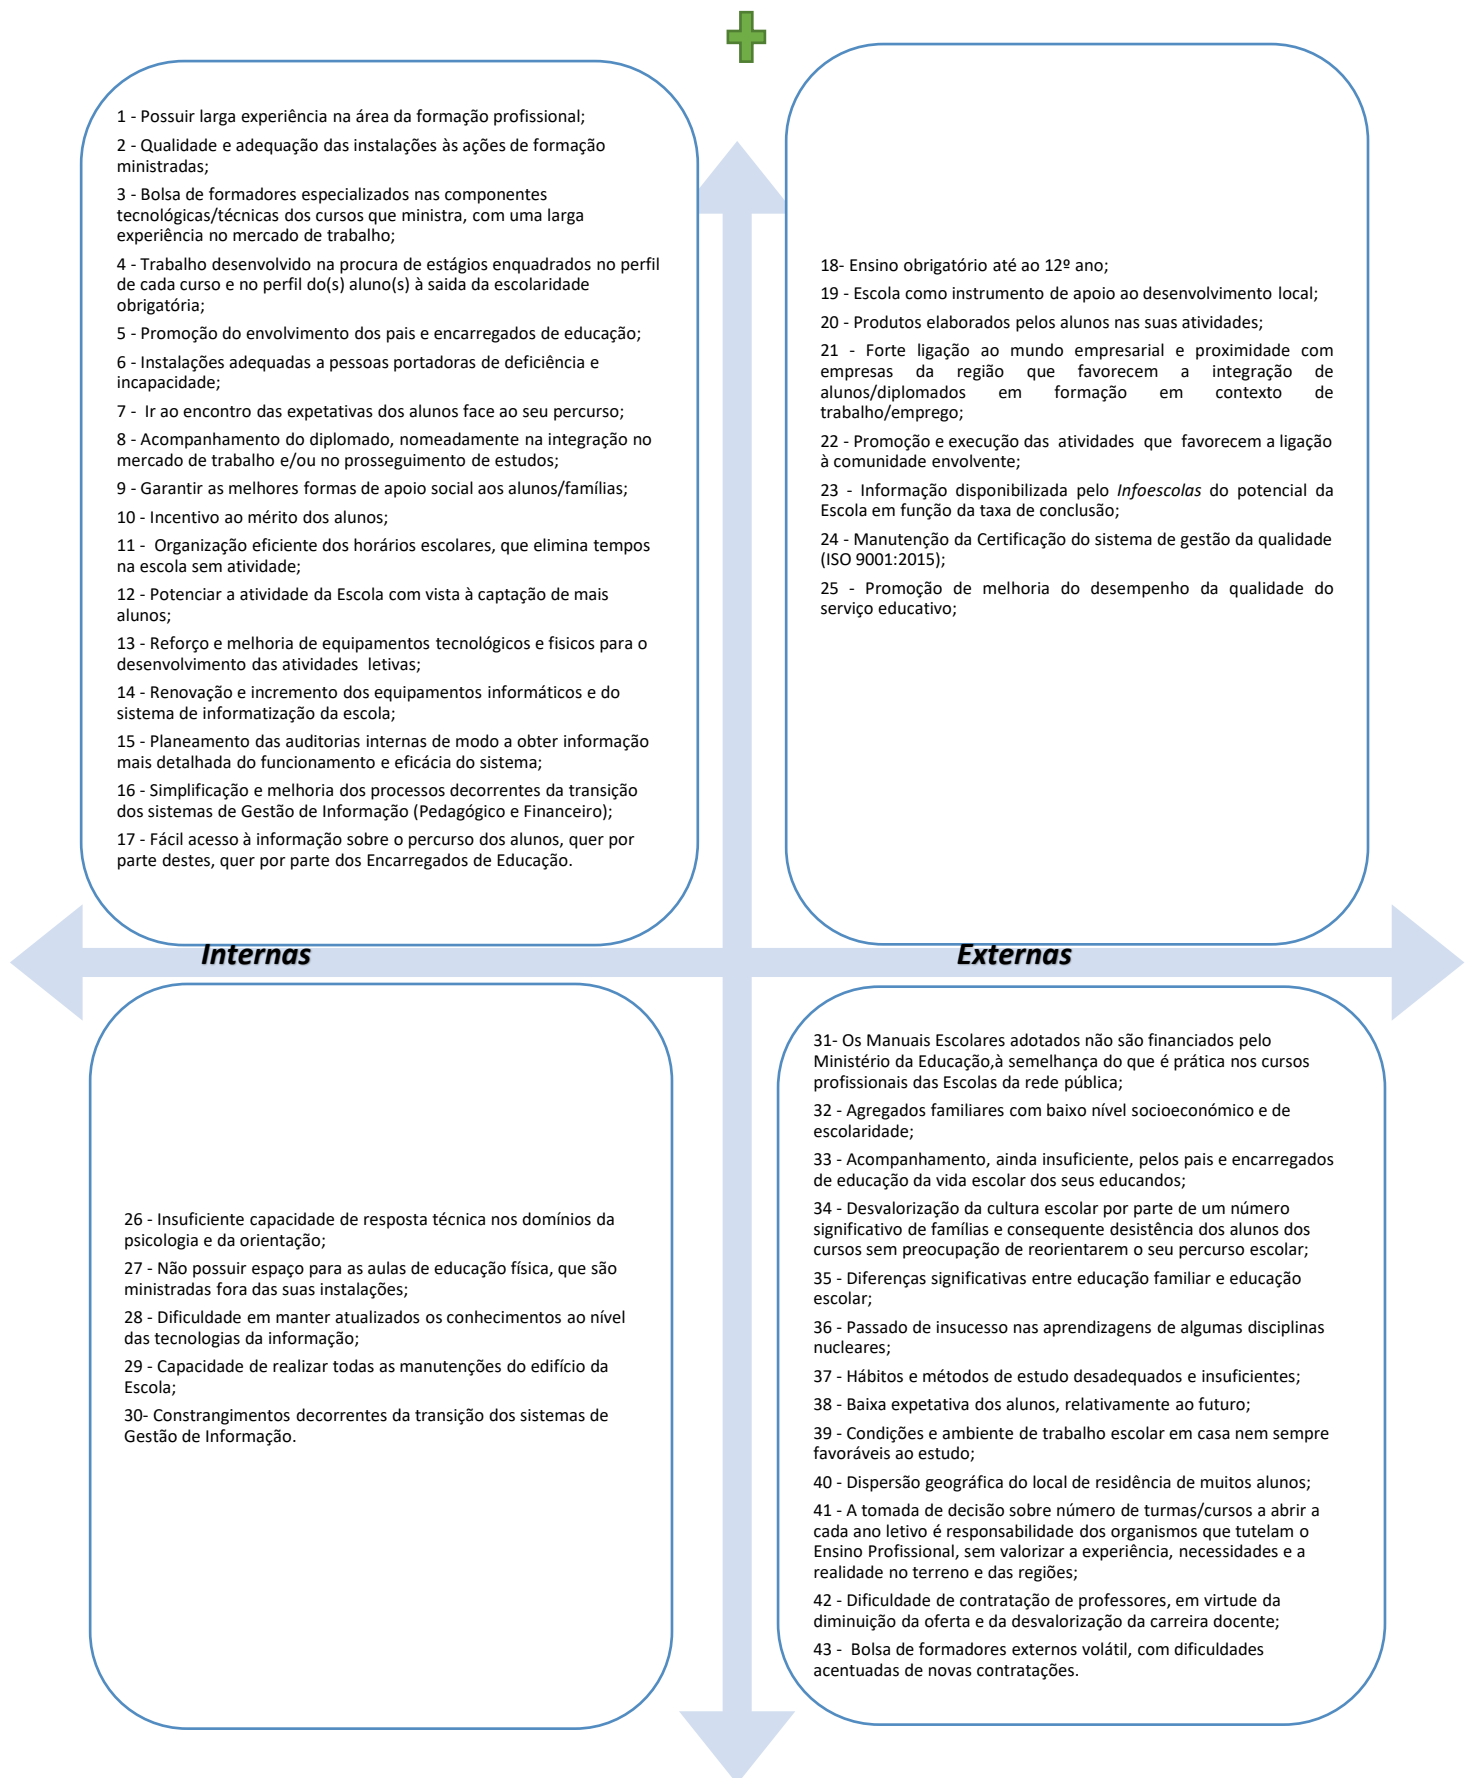 1 - Possuir larga experiência na área da formação profissional;
2 - Qualidade e adequação das instalações às ações de formação
ministradas;
3 - Bolsa de formadores especializados nas componentes
tecnológicas/técnicas dos cursos que ministra, com uma larga
experiência no mercado de trabalho;
4 - Trabalho desenvolvido na procura de estágios enquadrados no perfil
de cada curso e no perfil do(s) aluno(s) à saida da escolaridade
obrigatória;
5 - Promoção do envolvimento dos pais e encarregados de educação;
6 - Instalações adequadas a pessoas portadoras de deficiência e
incapacidade;
7 - Ir ao encontro das expetativas dos alunos face ao seu percurso;
8 - Acompanhamento do diplomado, nomeadamente na integração no
mercado de trabalho e/ou no prosseguimento de estudos;
9 - Garantir as melhores formas de apoio social aos alunos/famílias;
10 - Incentivo ao mérito dos alunos;
11 - Organização eficiente dos horários escolares, que elimina tempos
na escola sem atividade;
12 - Potenciar a atividade da Escola com vista à captação de mais
alunos;
13 - Reforço e melhoria de equipamentos tecnológicos e fisicos para o
desenvolvimento das atividades letivas;
14 - Renovação e incremento dos equipamentos informáticos e do
sistema de informatização da escola;
15 - Planeamento das auditorias internas de modo a obter informação
mais detalhada do funcionamento e eficácia do sistema;
16 - Simplificação e melhoria dos processos decorrentes da transição
dos sistemas de Gestão de Informação (Pedagógico e Financeiro);
17 - Fácil acesso à informação sobre o percurso dos alunos, quer por
parte destes, quer por parte dos Encarregados de Educação.
18- Ensino obrigatório até ao 12º ano;
19 - Escola como instrumento de apoio ao desenvolvimento local;
20 - Produtos elaborados pelos alunos nas suas atividades;
21 - Forte ligação ao mundo empresarial e proximidade com
empresas da região que favorecem a integração de
alunos/diplomados em formação em contexto de
trabalho/emprego;
22 - Promoção e execução das atividades que favorecem a ligação
à comunidade envolvente;
23 - Informação disponibilizada pelo Infoescolas do potencial da
Escola em função da taxa de conclusão;
24 - Manutenção da Certificação do sistema de gestão da qualidade
(ISO 9001:2015);
25 - Promoção de melhoria do desempenho da qualidade do
serviço educativo;
Internas
Externas
26 - Insuficiente capacidade de resposta técnica nos domínios da
psicologia e da orientação;
27 - Não possuir espaço para as aulas de educação física, que são
ministradas fora das suas instalações;
28 - Dificuldade em manter atualizados os conhecimentos ao nível
das tecnologias da informação;
29 - Capacidade de realizar todas as manutenções do edifício da
Escola;
30- Constrangimentos decorrentes da transição dos sistemas de
Gestão de Informação.
31- Os Manuais Escolares adotados não são financiados pelo
Ministério da Educação,à semelhança do que é prática nos cursos
profissionais das Escolas da rede pública;
32 - Agregados familiares com baixo nível socioeconómico e de
escolaridade;
33 - Acompanhamento, ainda insuficiente, pelos pais e encarregados
de educação da vida escolar dos seus educandos;
34 - Desvalorização da cultura escolar por parte de um número
significativo de famílias e consequente desistência dos alunos dos
cursos sem preocupação de reorientarem o seu percurso escolar;
35 - Diferenças significativas entre educação familiar e educação
escolar;
36 - Passado de insucesso nas aprendizagens de algumas disciplinas
nucleares;
37 - Hábitos e métodos de estudo desadequados e insuficientes;
38 - Baixa expetativa dos alunos, relativamente ao futuro;
39 - Condições e ambiente de trabalho escolar em casa nem sempre
favoráveis ao estudo;
40 - Dispersão geográfica do local de residência de muitos alunos;
41 - A tomada de decisão sobre número de turmas/cursos a abrir a
cada ano letivo é responsabilidade dos organismos que tutelam o
Ensino Profissional, sem valorizar a experiência, necessidades e a
realidade no terreno e das regiões;
42 - Dificuldade de contratação de professores, em virtude da
diminuição da oferta e da desvalorização da carreira docente;
43 - Bolsa de formadores externos volátil, com dificuldades
acentuadas de novas contratações.